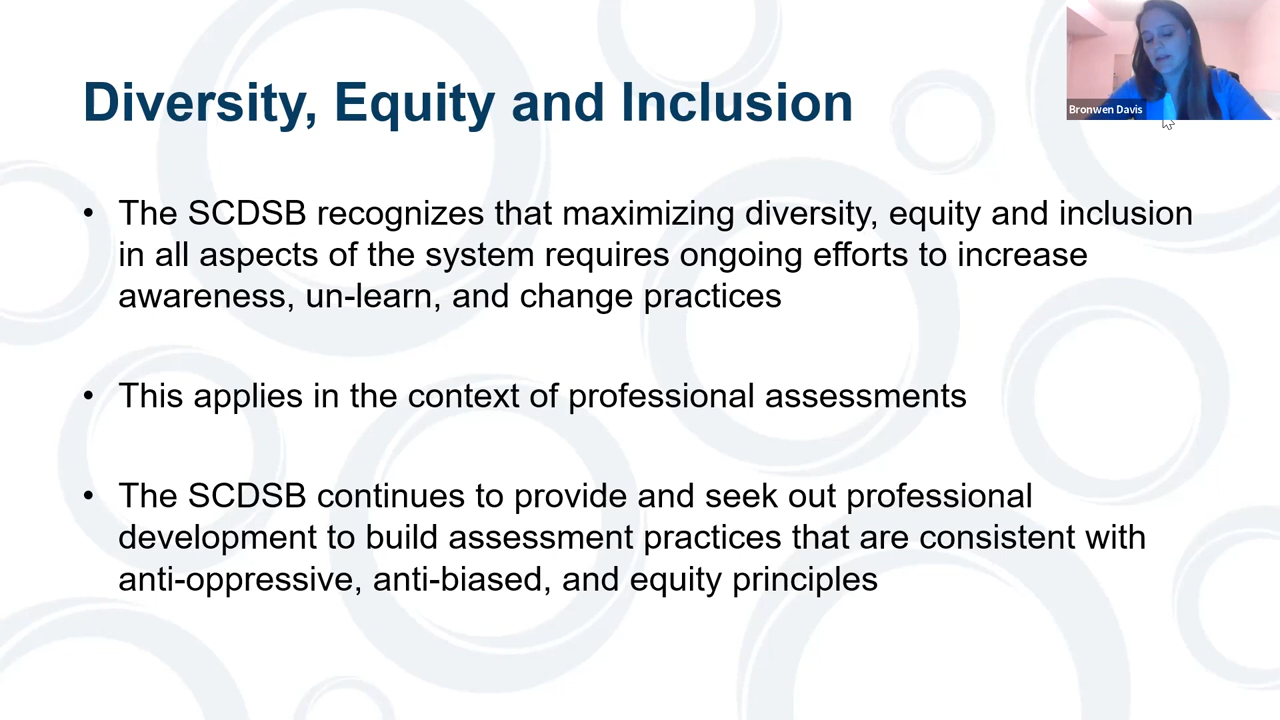 Diversity, Equity and Inclusion
Bronwen Davis
• The SCDSB recognizes that maximizing diversity, equity and inclusion
in all aspects of the system requires ongoing efforts to increase
awareness, un-learn, and change practices
• This applies in the context of professional assessments
• The SCDSB continues to provide and seek out professional
development to build assessment practices that are consistent with
anti-oppressive, anti-biased, and equity principles